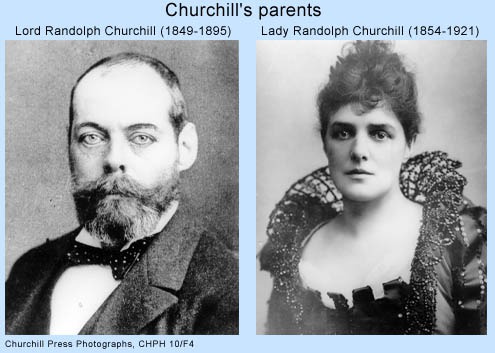 Churchill's parents
Lord Randolph Churchill (1849-1895)
Lady Randolph Churchill (1854-1921)
Churchill Press Photographs, CHPH 10/F4